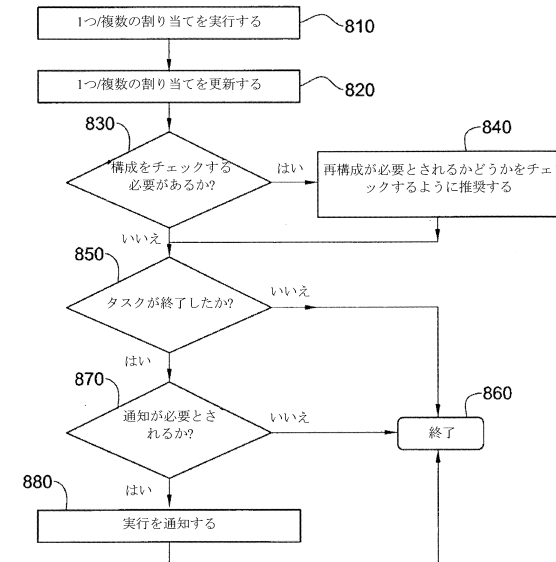 1つ/複数の割り当てを実行する
810
1つ/複数の割り当てを更新する
820
830
構成をチェックする
必要があるか?
はい
840
再構成が必要とされるかどうかをチェ
ックするように推奨する
いいえ
850
タスクが終了したか?
いいえ
はい
870
通知が必要とさ
れるか?
いいえ
860
終了
はい
880
実行を通知する